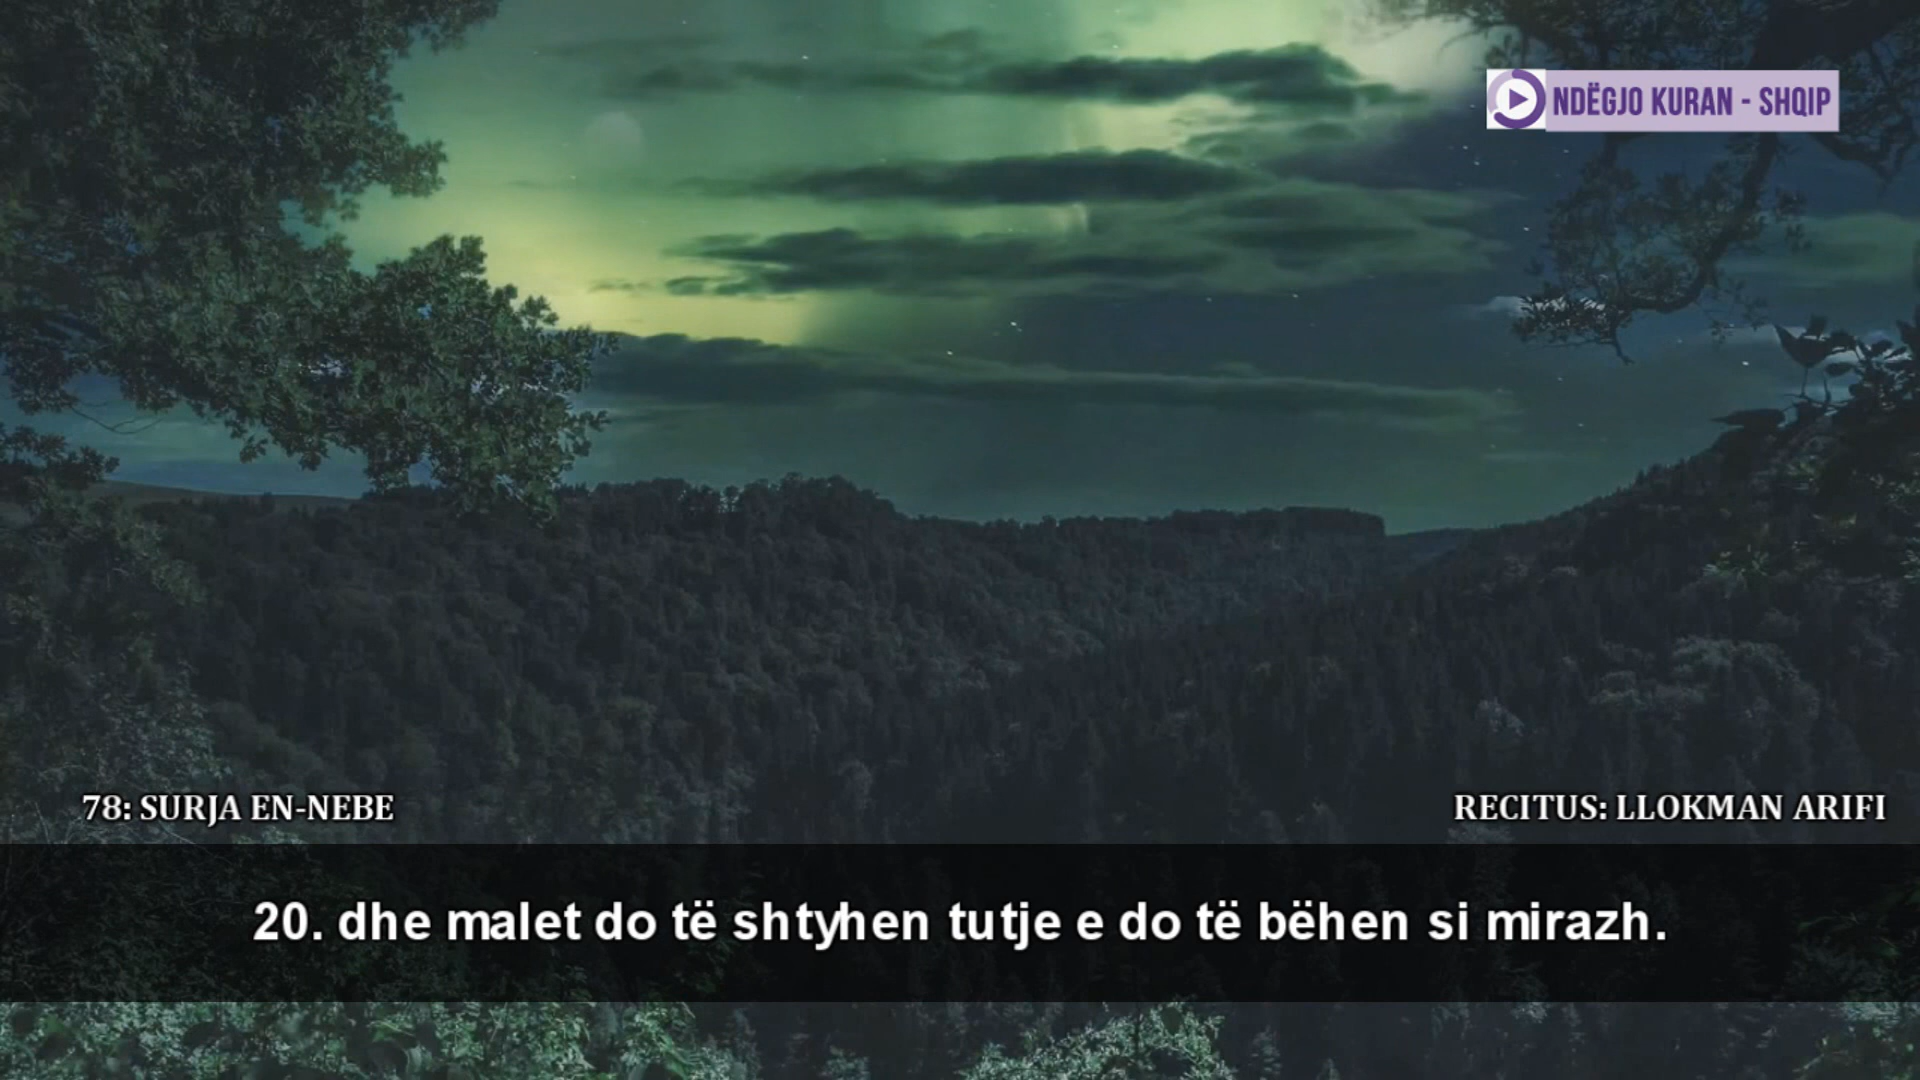 NDËGJO KURAN - SHQIP
78: SURJA EN-NEBE
RECITUS: LLOKMAN ARIFI
20. dhe malet do të shtyhen tutje e do të bëhen si mirazh.